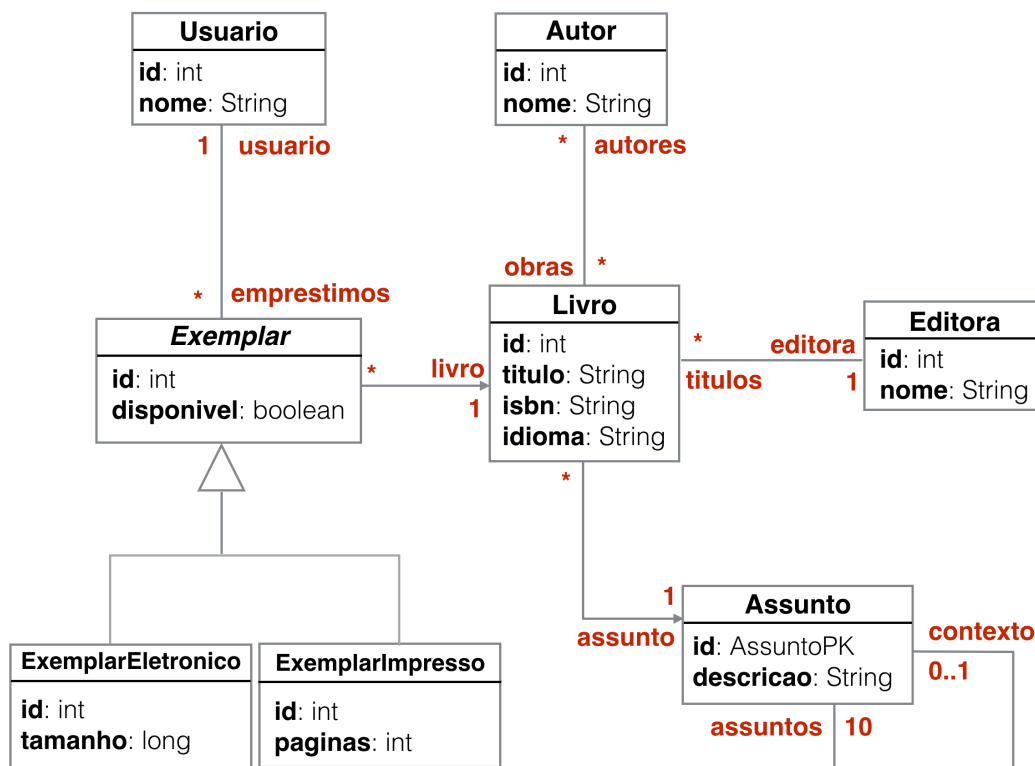 Usuario
id: int
nome: String
Autor
id: int
nome: String
1 usuario
* autores
* emprestimos
obras *
Exemplar
id: int
disponivel: boolean
* livro
1
Livro
id: int
titulo: String
isbn: String
idioma: String
* editora
titulos 1
Editora
id: int
nome: String
*
1
assunto
Assunto
id: AssuntoPK
descricao: String
contexto
0..1
assuntos 10
ExemplarEletronico
id: int
tamanho: long
ExemplarImpresso
id: int
paginas: int